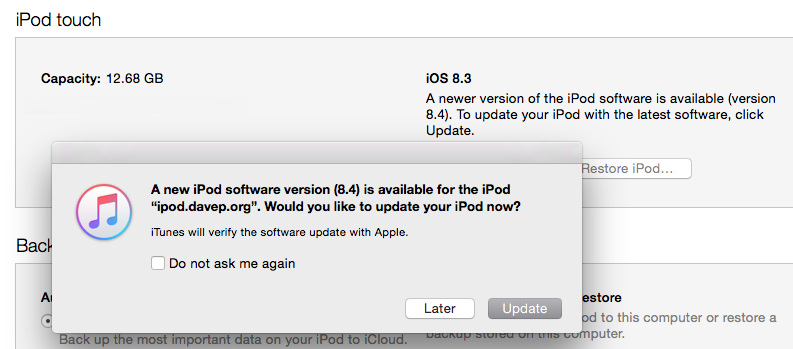 iPod touch
Capacity: 12.68 GB
iOS 8.3
A newer version of the iPod software is available (version
8.4). To update your iPod with the latest software, click
Update.
Restore iPod...
A new iPod software version (8.4) is available for the iPod
“ipod.davep.org”. Would you like to update your iPod now?
iTunes will verify the software update with Apple.
Do not ask me again
Later
Update
Back up the most important data on your iPod to iCloud.
to this computer or restore a
backup stored on this computer.